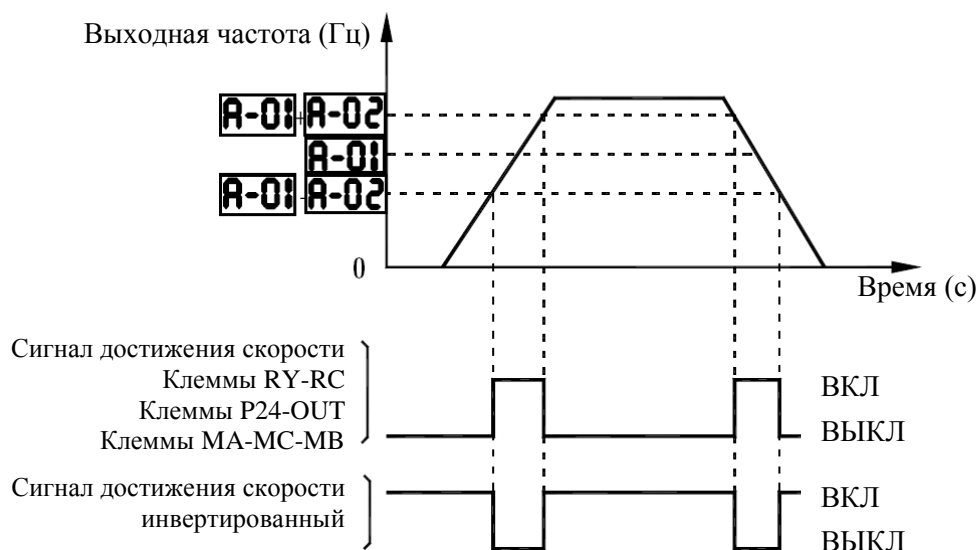 Выходная частота (Гц)
A-01+A-02
A-01
A-01-A-02
0
Время (с)
Сигнал достижения скорости
Клеммы RY-RC
Клеммы P24-OUT
Клеммы MA-MC-MB
ВКЛ
ВЫКЛ
Сигнал достижения скорости
инвертированный
ВКЛ
ВЫКЛ